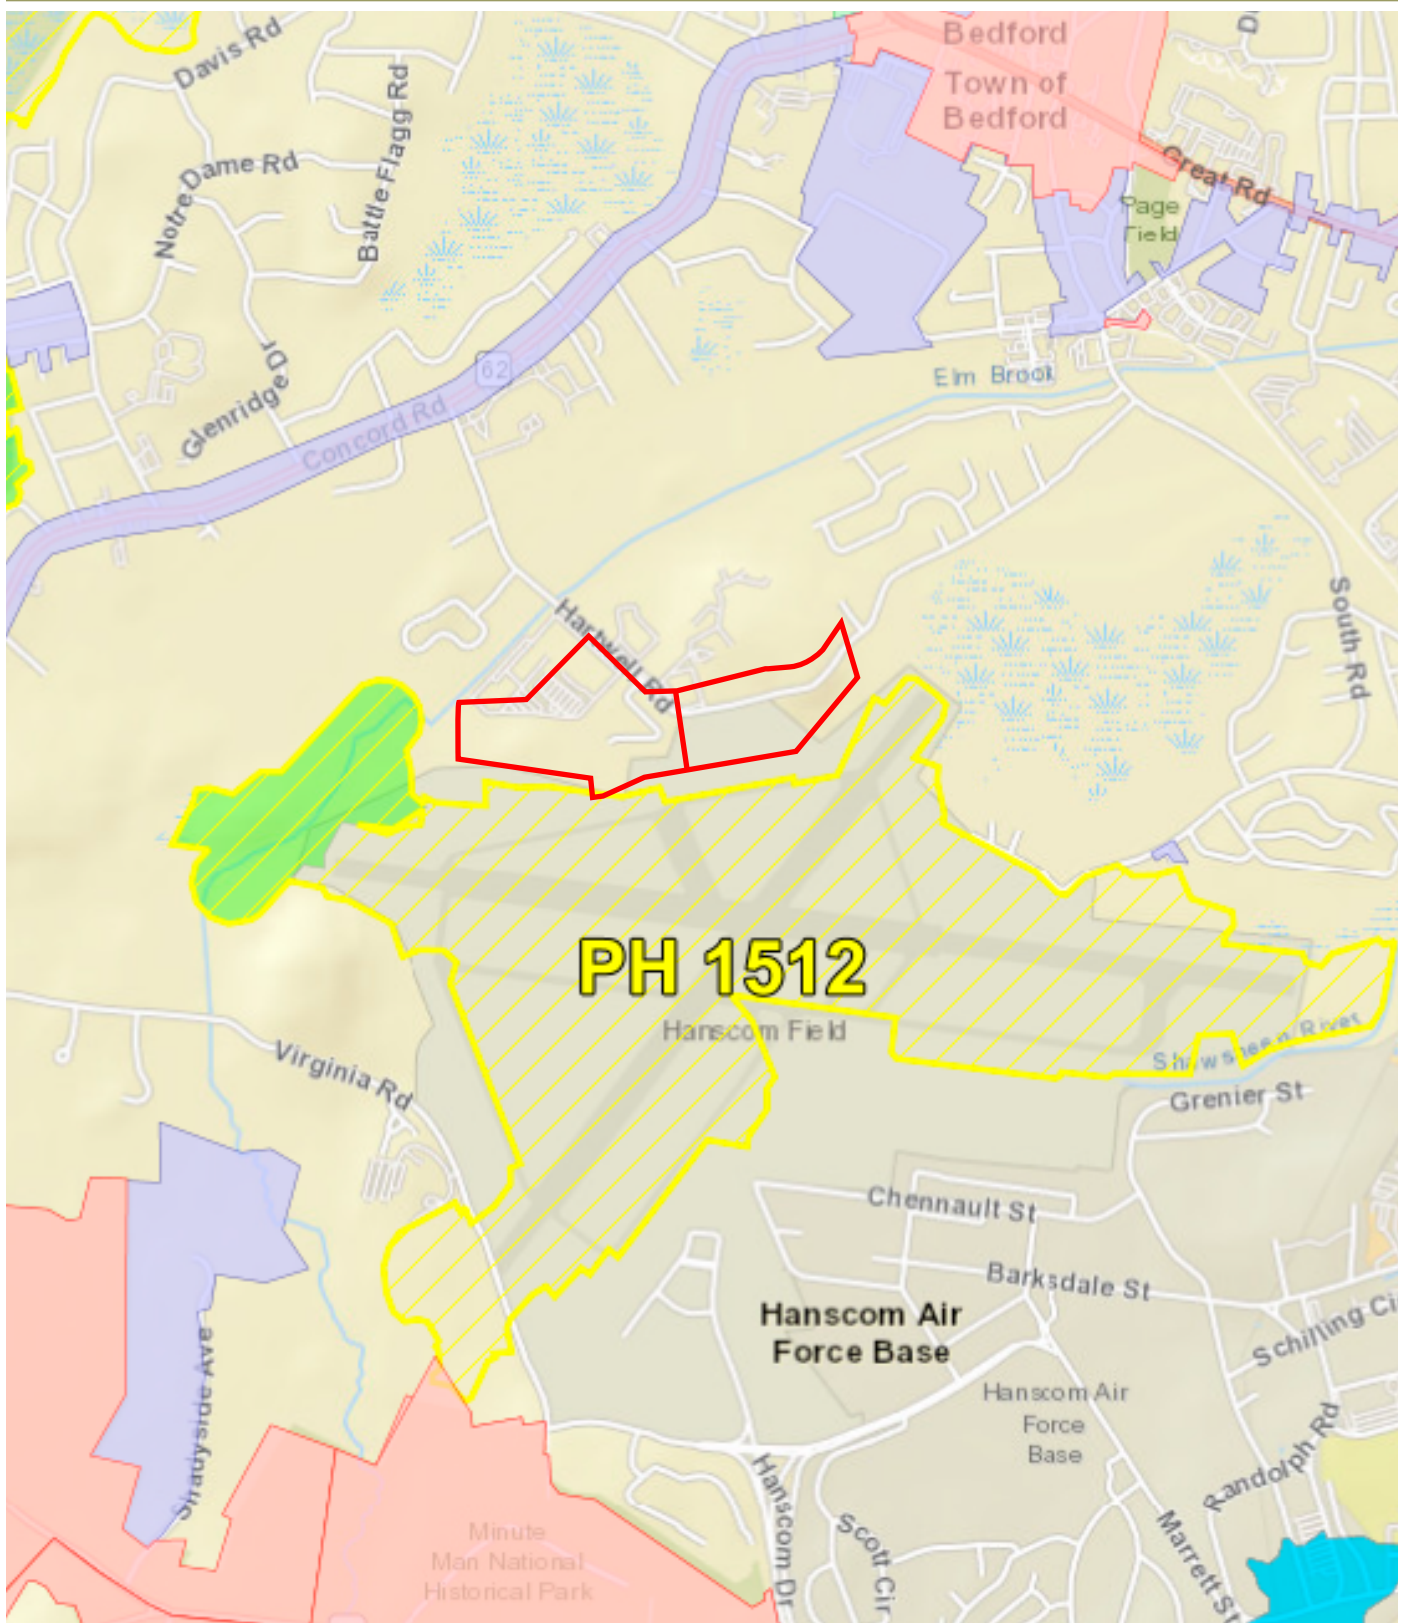 Bedford
Town of
Bedford
Davis Rd
Battle Flagg Rd
Notre Dame Rd
Great Rd
Page
Field
Glenridge Dr
62
Concord Rd
Elm Brook
South Rd
Hartwell Rd
PH 1512
Hanscom Field
Shawsheen River
Grenier St
Virginia Rd
Chennault St
Barksdale St
Hanscom Air
Force Base
Schilling Ci
Hanscom Air
Force
Base
Shadyside Ave
Randolph Rd
Hanscom Dr
Scott Cir
Marrett St
Minute
Man National
Historical Park